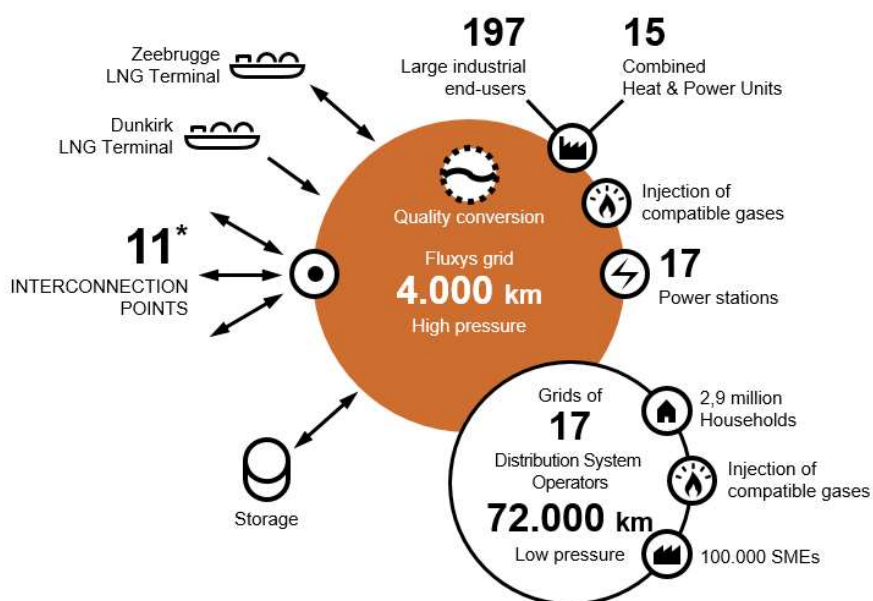 Zeebrugge
LNG Terminal
Dunkirk
LNG Terminal
11*
INTERCONNECTION
POINTS
Storage
197
Large industrial
end-users
15
Combined
Heat & Power Units
Injection of
compatible gases
17
Power stations
Quality conversion
Fluxys grid
4.000 km
High pressure
Grids of
17
Distribution System
Operators
72.000 km
Low pressure
2,9 million
Households
Injection of
compatible gases
100.000 SMEs